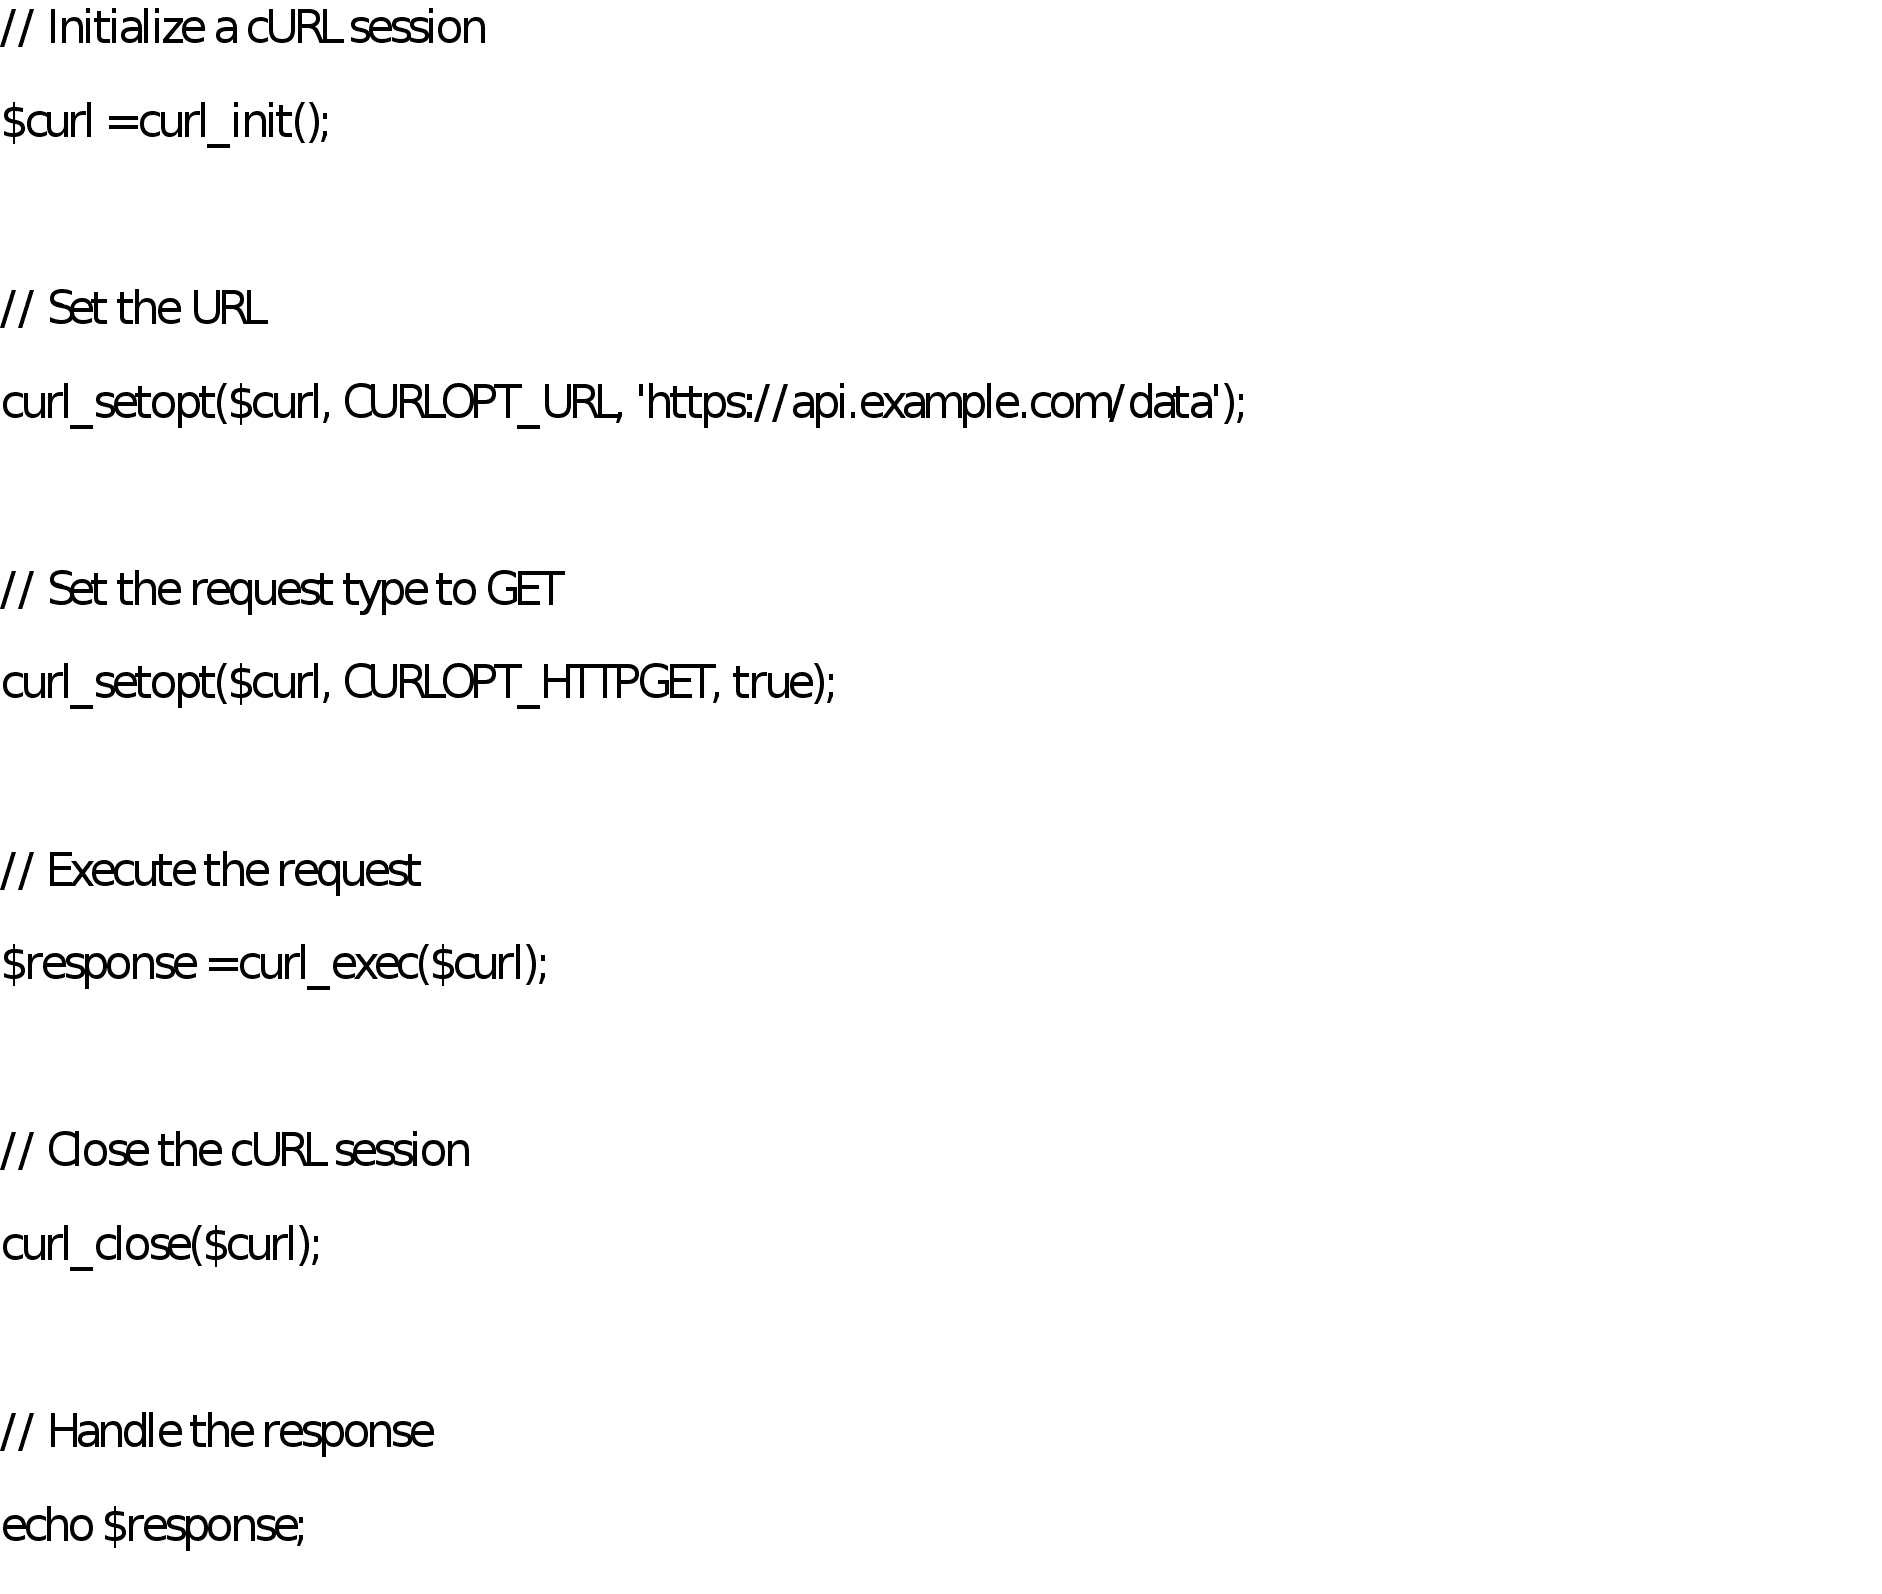 // Initialize a cURL session
$curl = curl_init();
// Set the URL
curl_setopt($curl, CURLOPT_URL, 'https://api.example.com/data');
// Set the request type to GET
curl_setopt($curl, CURLOPT_HTTPGET, true);
// Execute the request
$response = curl_exec($curl);
// Close the cURL session
curl_close($curl);
// Handle the response
echo $response;